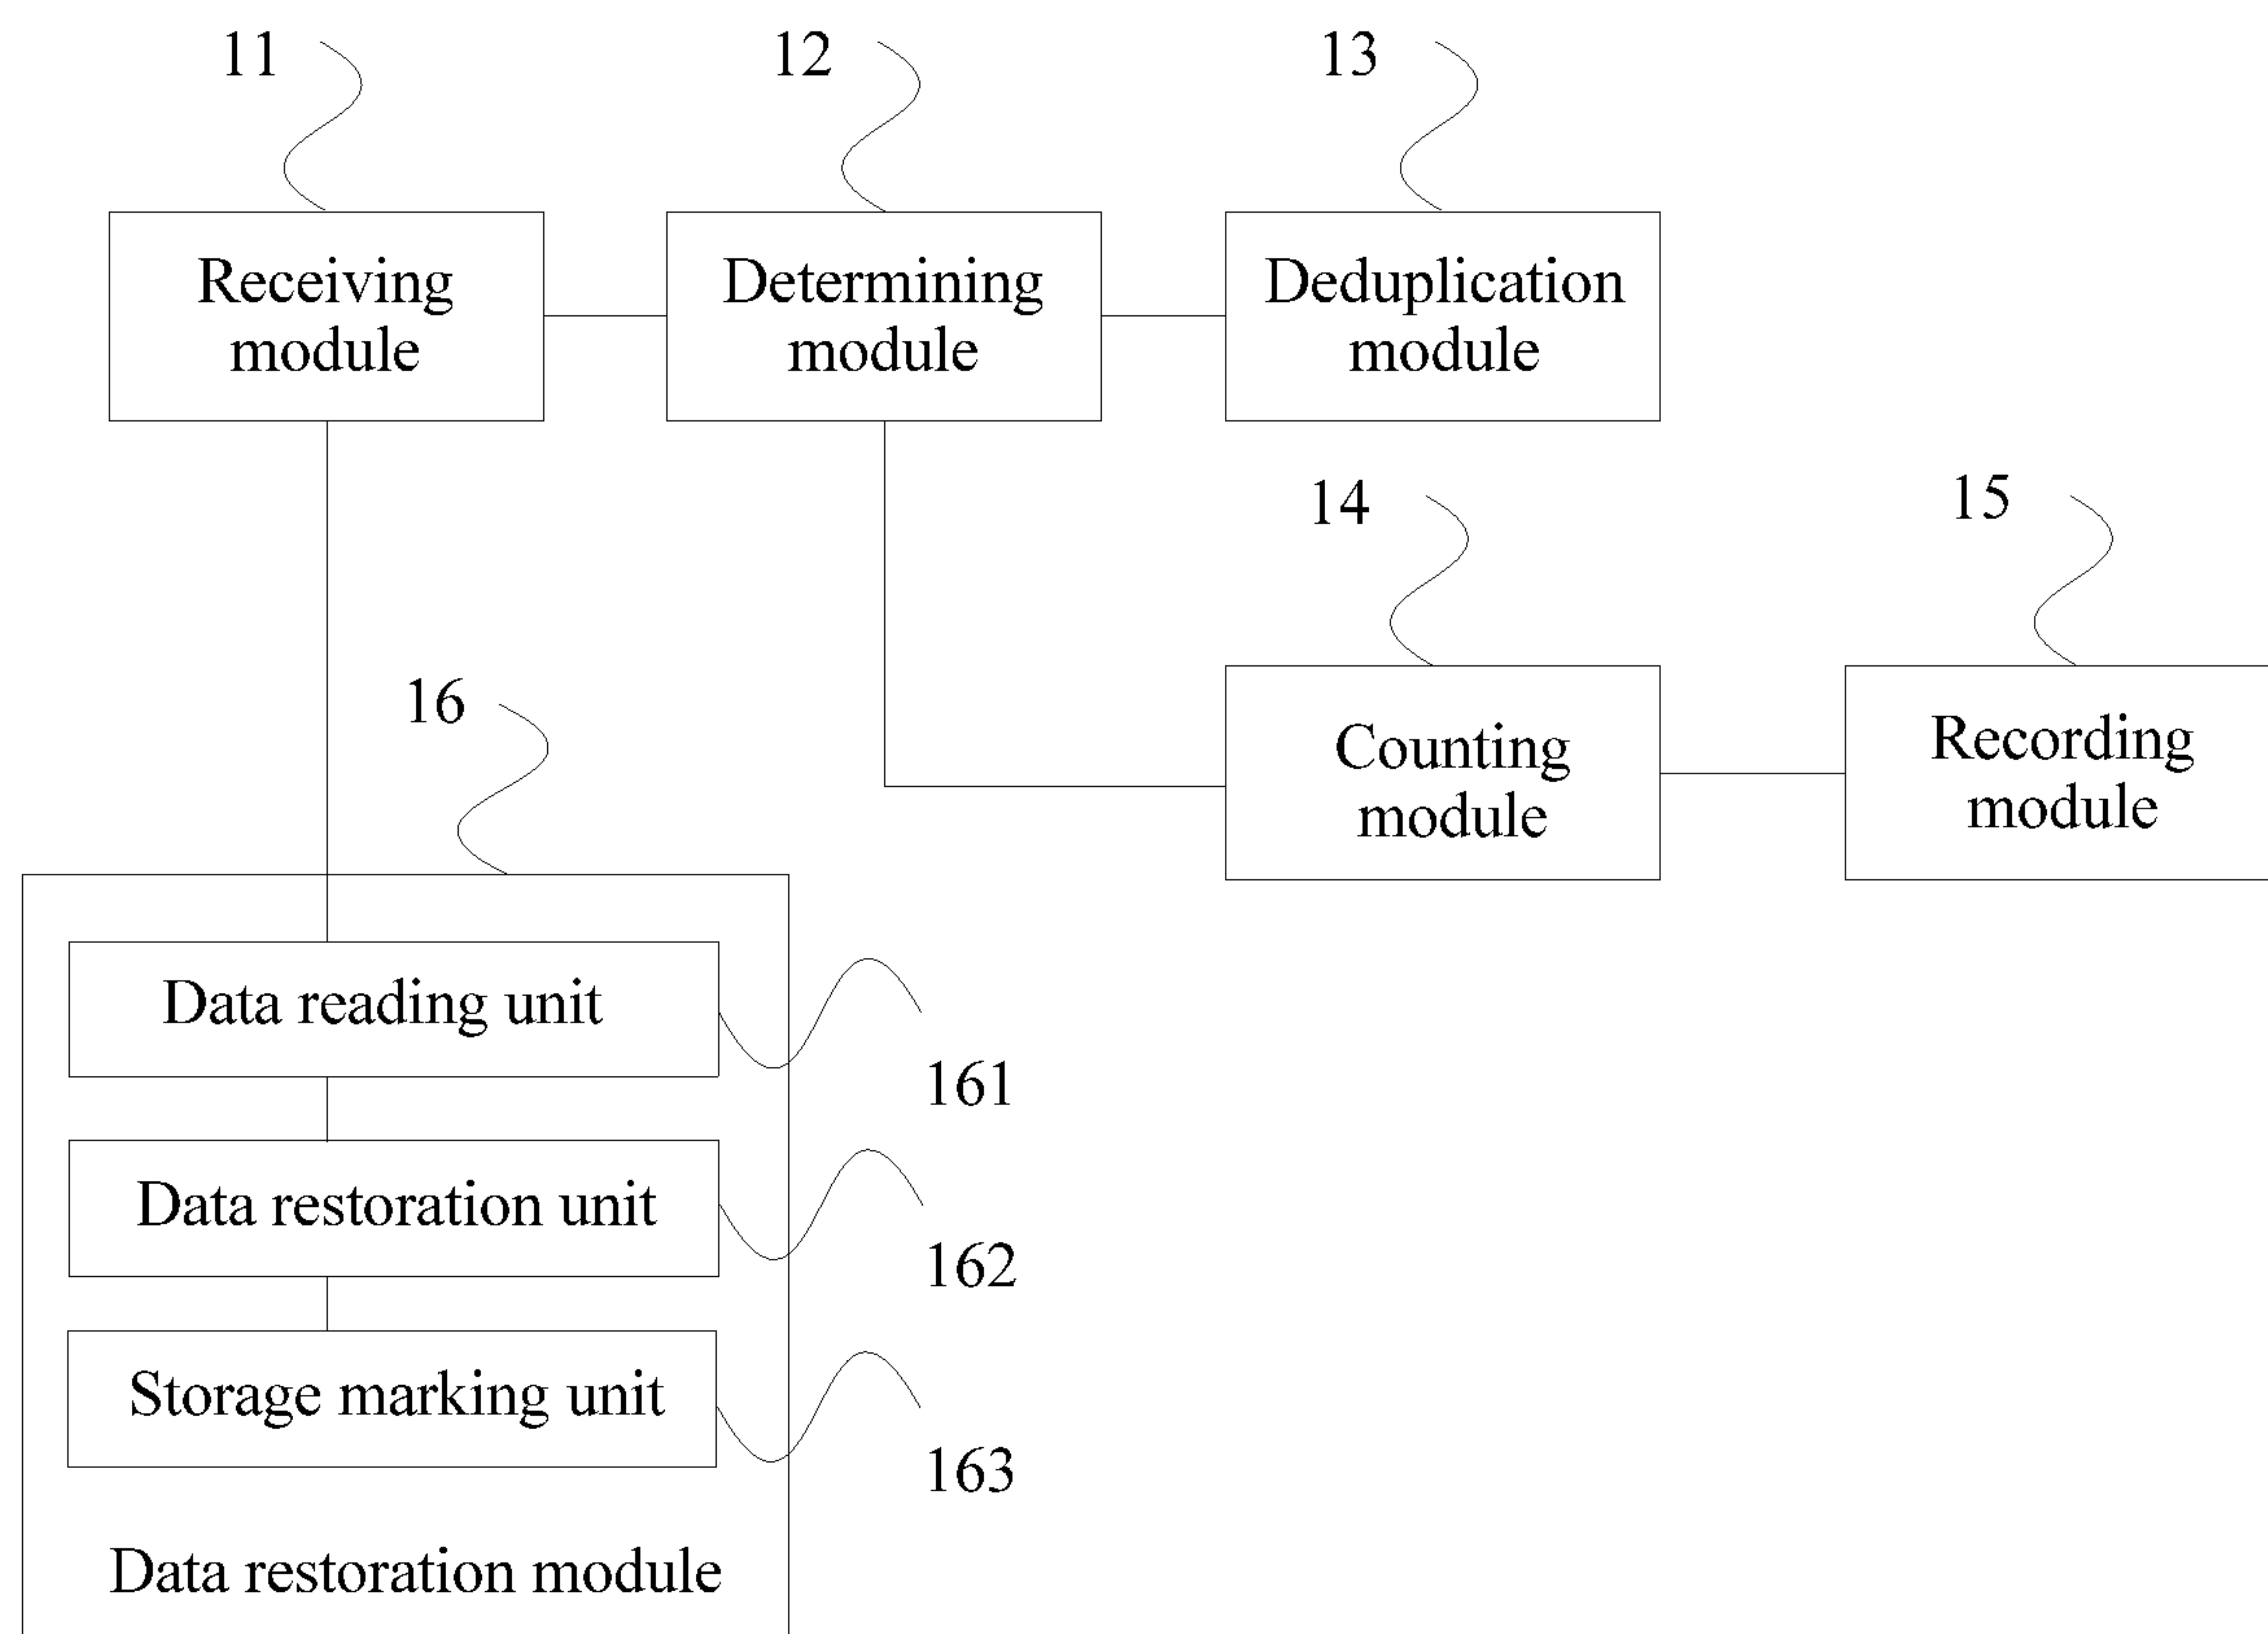 11
12
13
Receiving
module
Determining
module
Deduplication
module
14
15
16
Counting
module
Recording
module
Data reading unit
161
Data restoration unit
162
Storage marking unit
163
Data restoration module